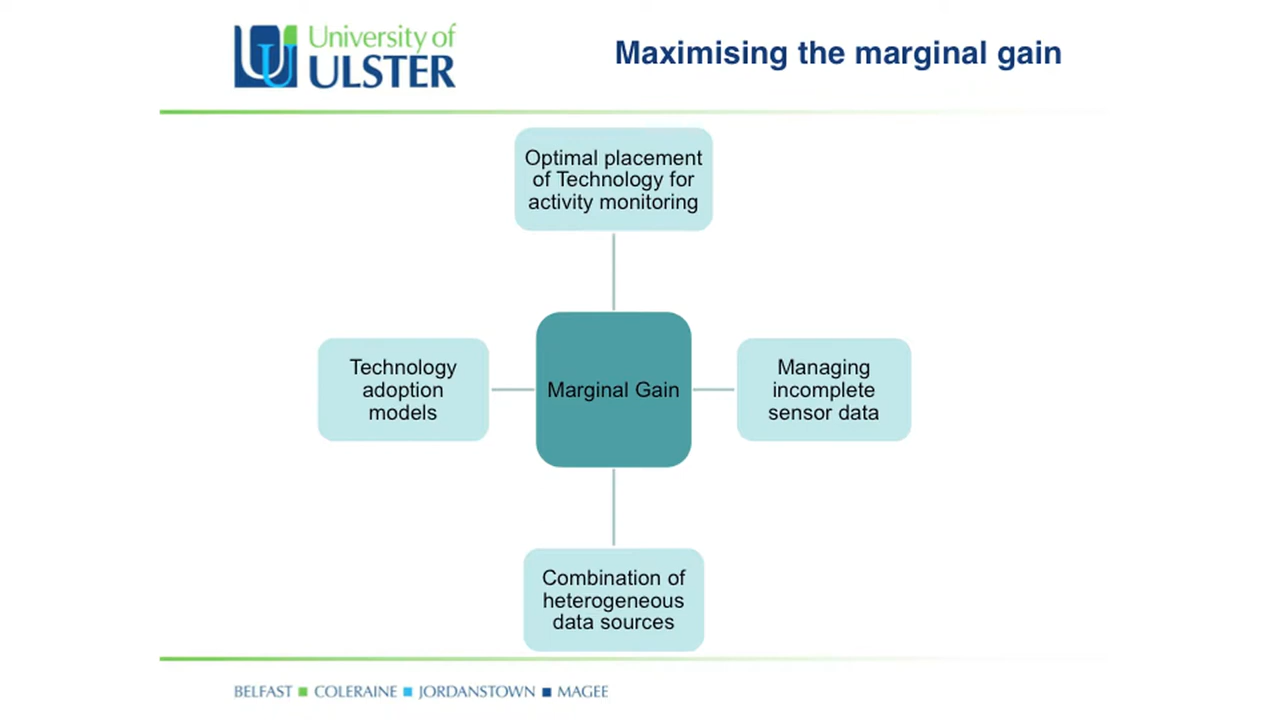 University of
ULSTER
Maximising the marginal gain
Optimal placement
of Technology for
activity monitoring
Technology
adoption
models
Marginal Gain
Managing
incomplete
sensor data
Combination of
heterogeneous
data sources
BELFAST ■ COLERAINE ■ JORDANSTOWN ■ MAGEE